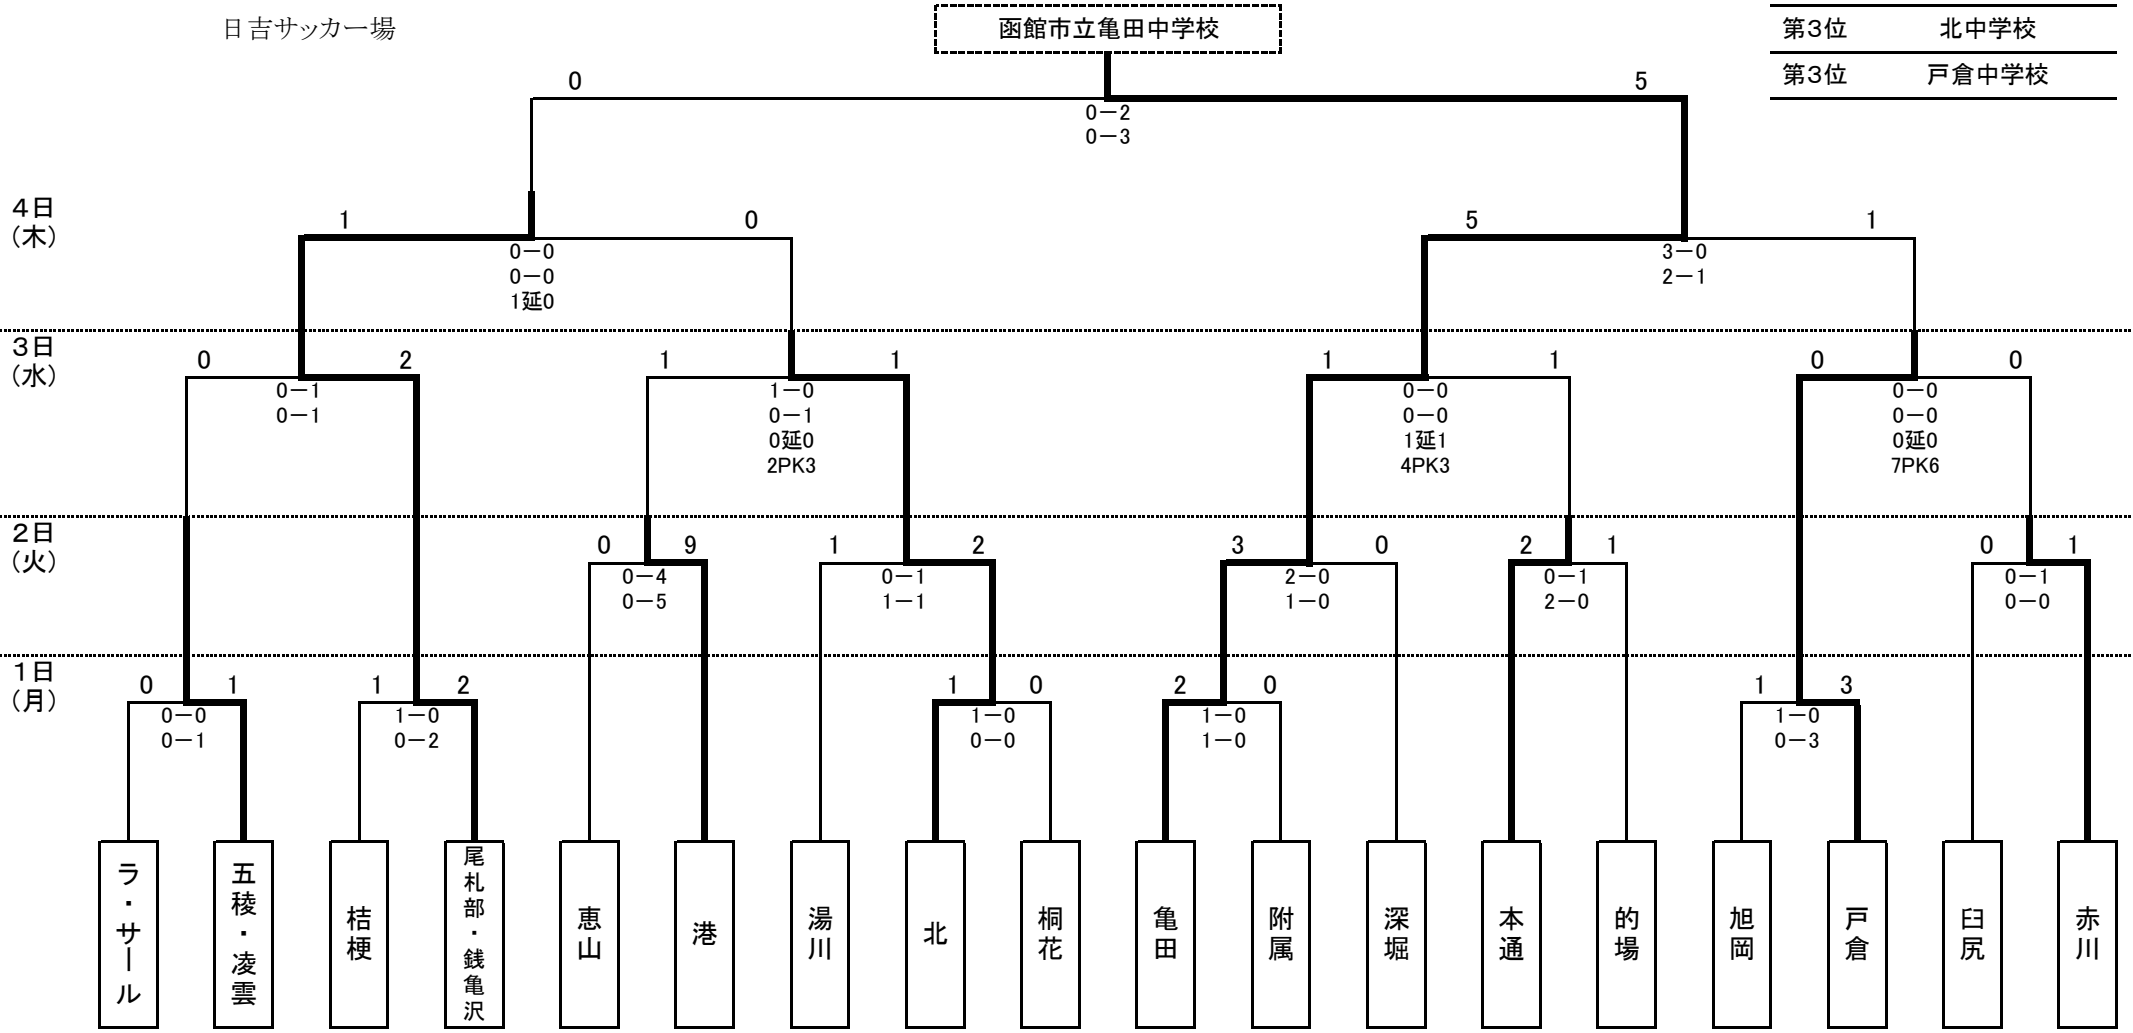 日吉サッカー場
函館市立亀田中学校
第3位 北中学校
第3位 戸倉中学校
0 5
0－2
0－3
4日
(木)
1 0 5 1
0－0 3－0
0－0 2－1
1延0
3日
(水)
0 2 1 1 1 1 0 0
0－1 1－0 0－0 0－0
0－1 0－1 0－0 0－0
0延0 1延1 0延0
2PK3 4PK3 7PK6
2日
(火)
0 9 1 2 3 0 2 1 0 1
0－4 0－1 2－0 0－1 0－1
0－5 1－1 1－0 2－0 0－0
1日
(月)
0 1 1 2 1 0 2 0 1 3
0－0 1－0 1－0 1－0 1－0
0－1 0－2 0－0 1－0 0－3
ラ・サール
五稜・凌雲
桔梗
尾札部・銭亀沢
恵山
港
湯川
北
桐花
亀田
附属
深堀
本通
的場
旭岡
戸倉
臼尻
赤川